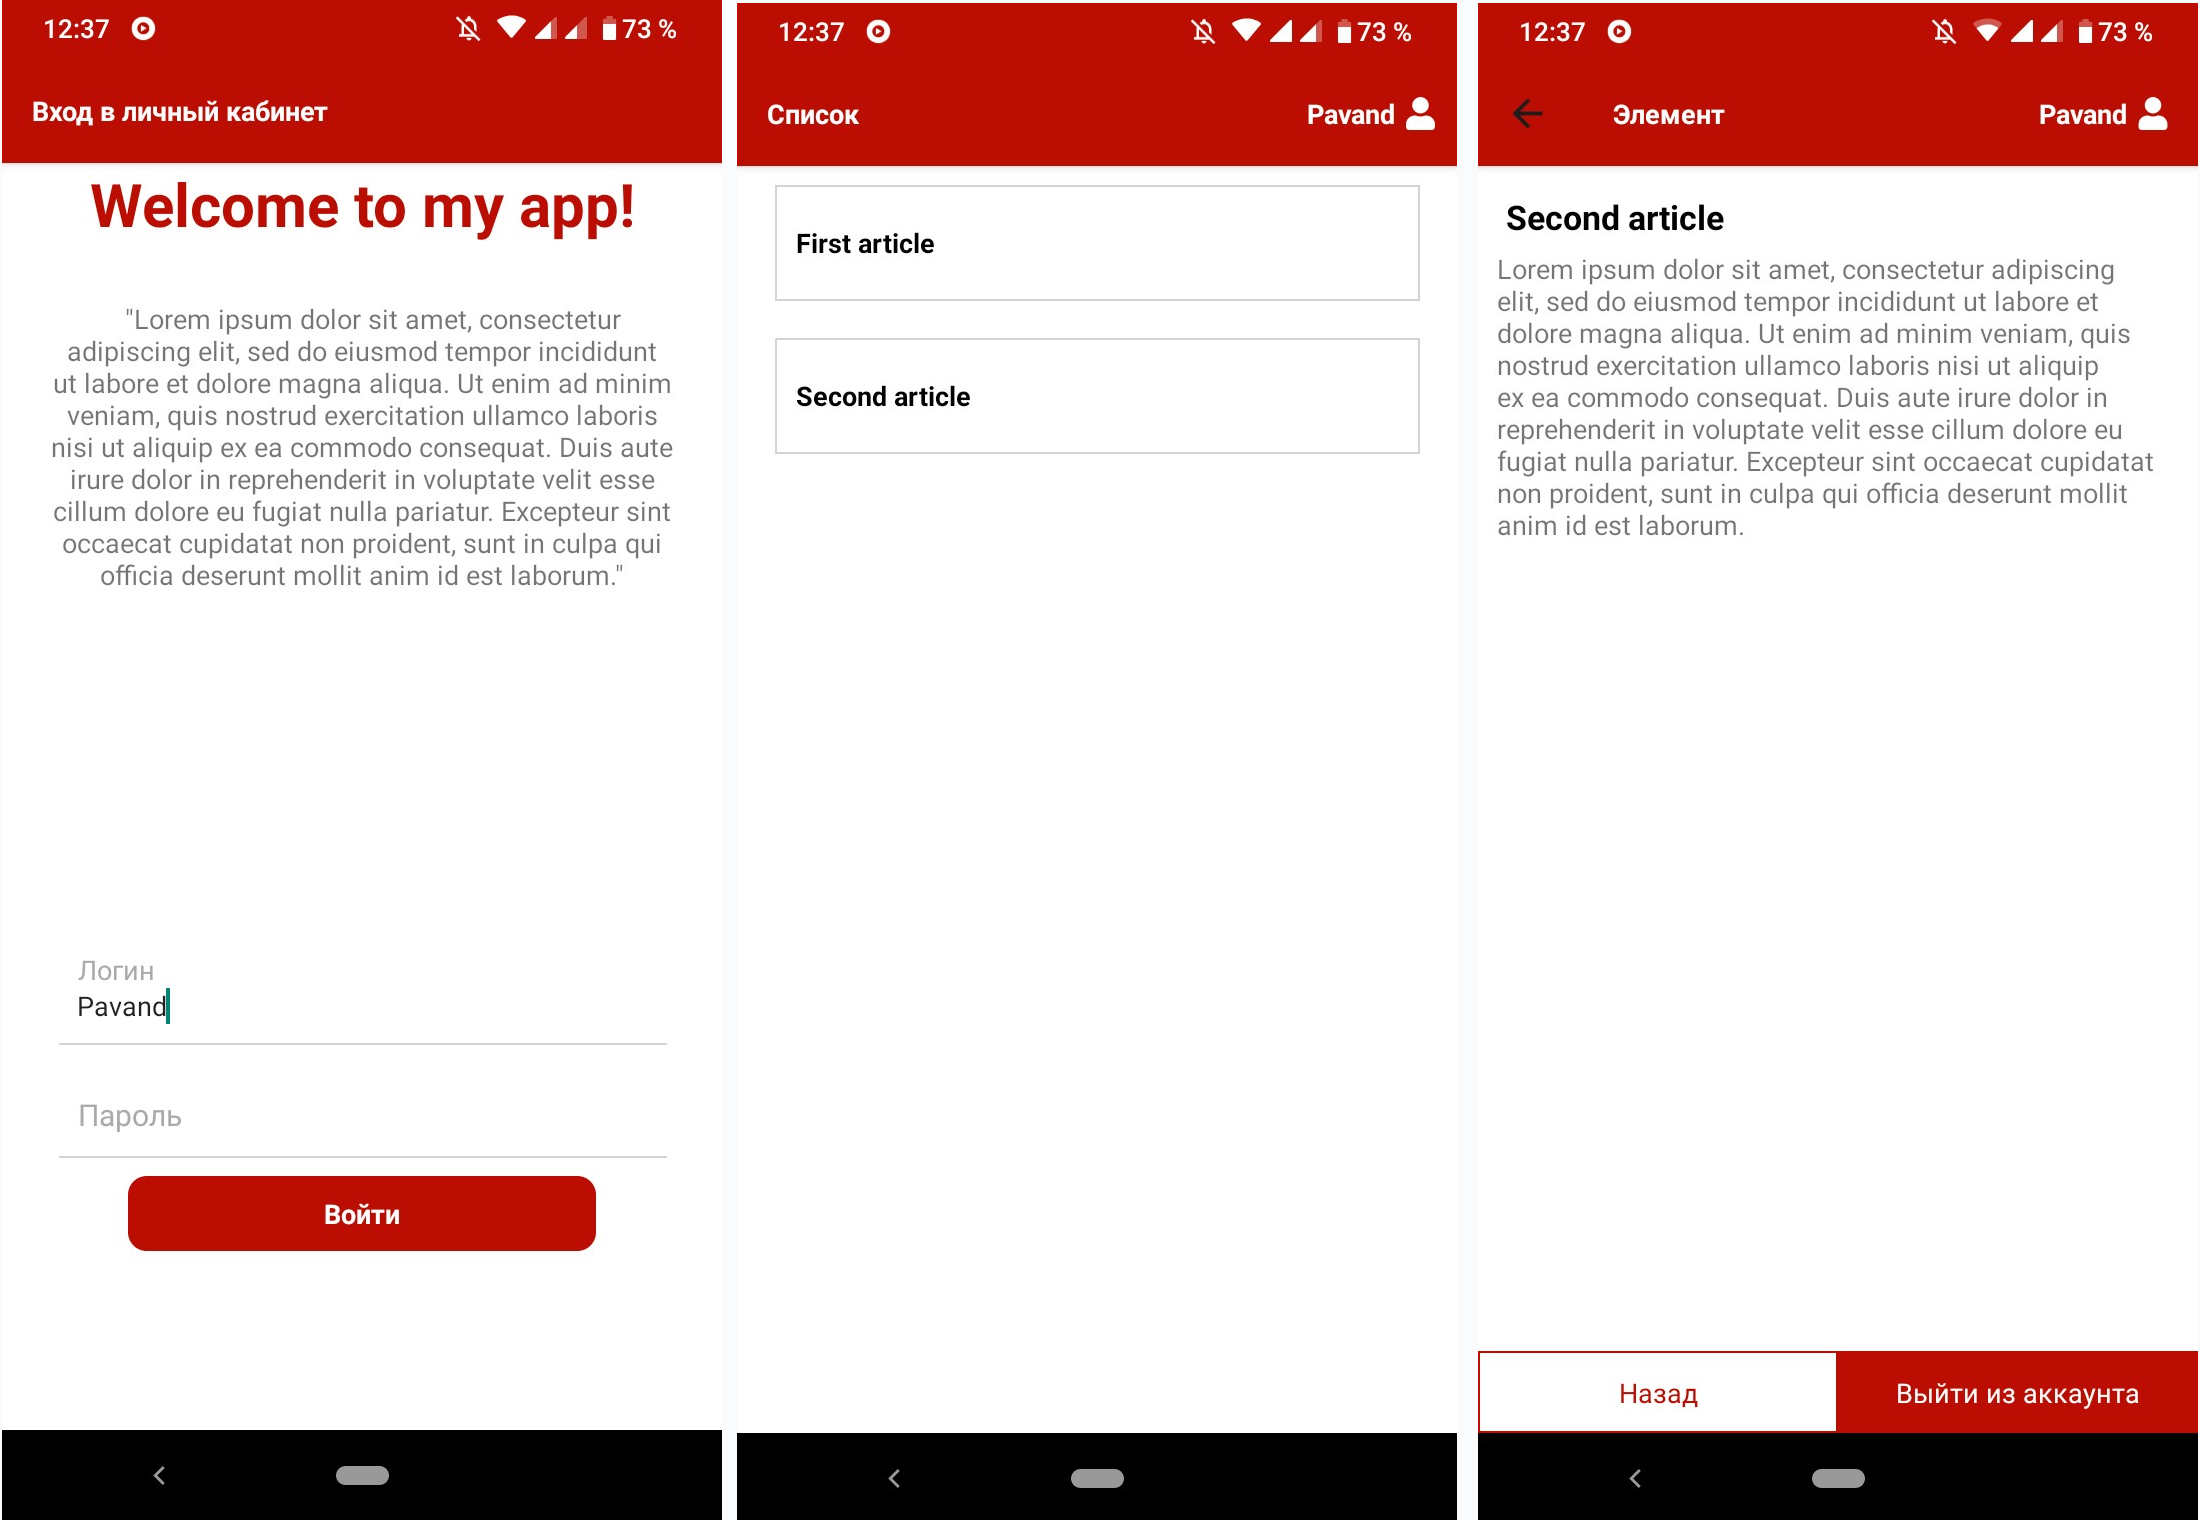 12:37 73 %
Вход в личный кабинет
Welcome to my app!
"Lorem ipsum dolor sit amet, consectetur
adipiscing elit, sed do eiusmod tempor incididunt
ut labore et dolore magna aliqua. Ut enim ad minim
veniam, quis nostrud exercitation ullamco laboris
nisi ut aliquip ex ea commodo consequat. Duis aute
irure dolor in reprehenderit in voluptate velit esse
cillum dolore eu fugiat nulla pariatur. Excepteur sint
occaecat cupidatat non proident, sunt in culpa qui
officia deserunt mollit anim id est laborum."
Логин
Pavand
Пароль
Войти
12:37 73 %
Список Pavand
First article
Second article
12:37 73 %
Элемент Pavand
Second article
Lorem ipsum dolor sit amet, consectetur adipiscing
elit, sed do eiusmod tempor incididunt ut labore et
dolore magna aliqua. Ut enim ad minim veniam, quis
nostrud exercitation ullamco laboris nisi ut aliquip
ex ea commodo consequat. Duis aute irure dolor in
reprehenderit in voluptate velit esse cillum dolore eu
fugiat nulla pariatur. Excepteur sint occaecat cupidatat
non proident, sunt in culpa qui officia deserunt mollit
anim id est laborum.
Назад Выйти из аккаунта